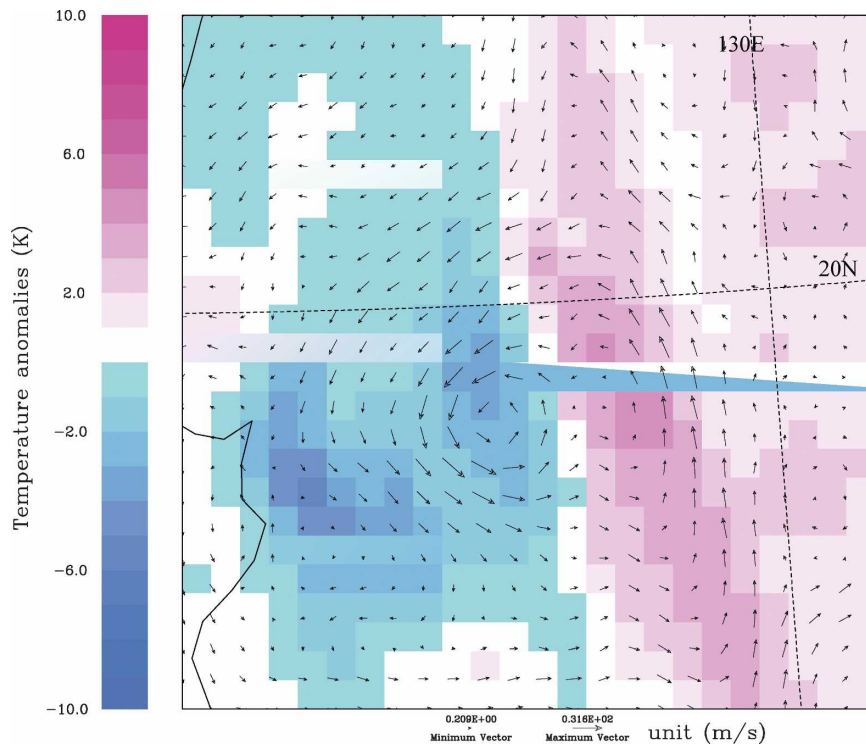 10.0
6.0
2.0
-2.0
-6.0
-10.0
Temperature anomalies (K)
130E
20N
0.209E+00
Minimum Vector
0.316E+02
Maximum Vector
unit (m/s)